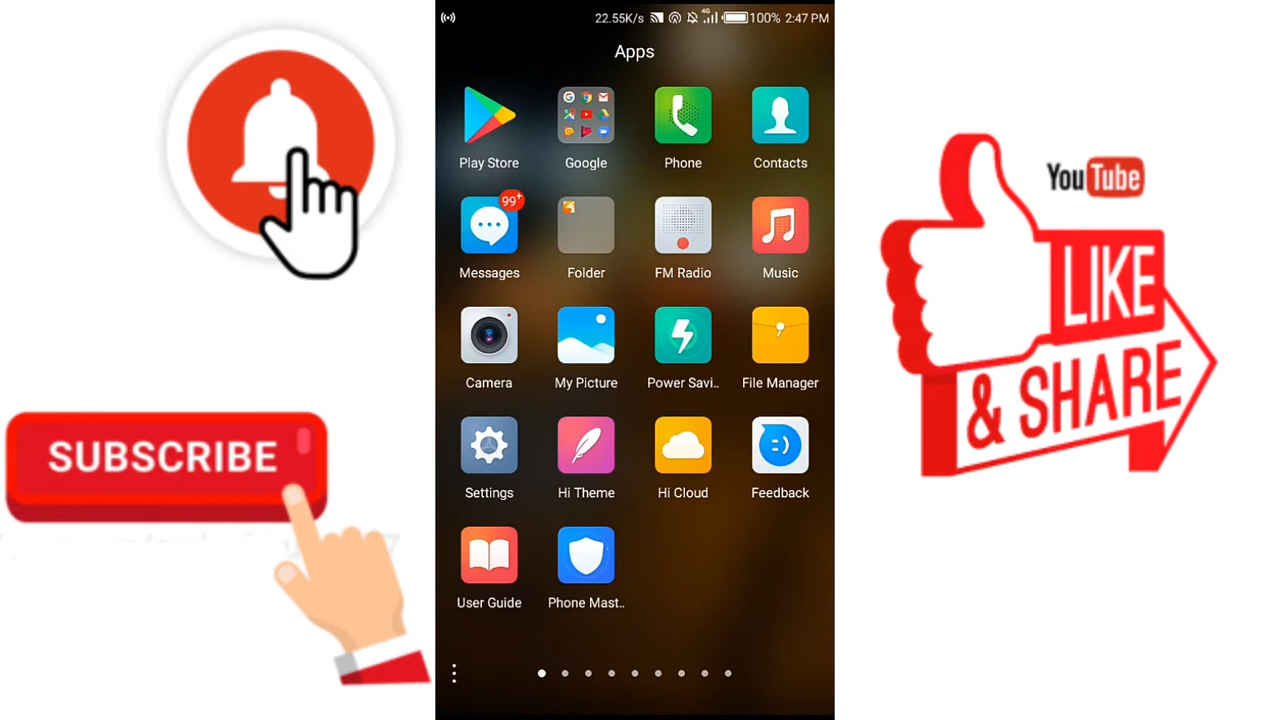 22.55K/s 4G 100% 2:47 PM
Apps
Play Store
Google
Phone
Contacts
99+
Messages
Folder
FM Radio
Music
Camera
My Picture
Power Savi..
File Manager
Settings
Hi Theme
Hi Cloud
Feedback
User Guide
Phone Mast..
SUBSCRIBE
YouTube
LIKE
& SHARE